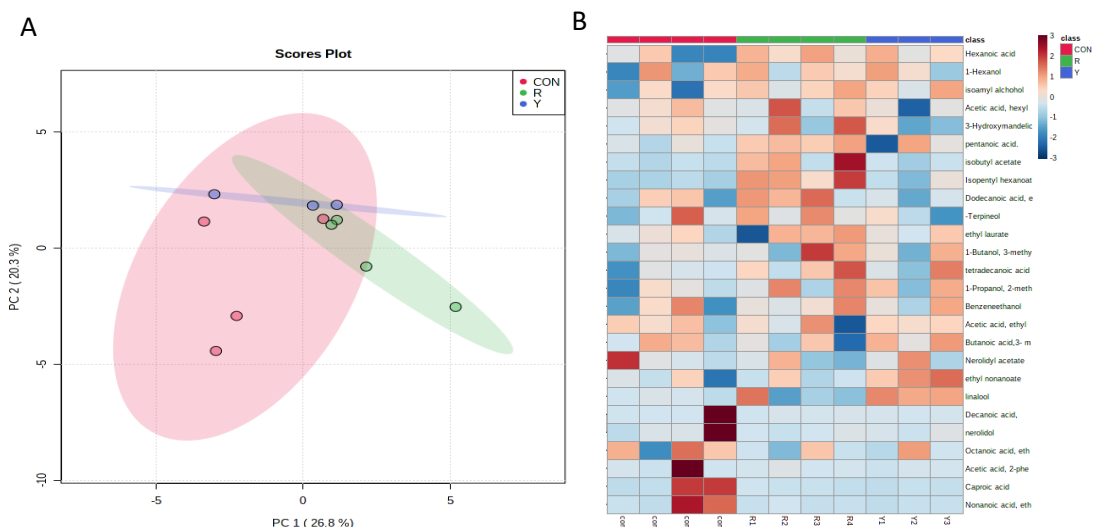 A
Scores Plot
CON
R
Y
PC 2 ( 20.3 %)
5
0
-5
-10
-5
0
5
PC 1 ( 26.8 %)
B
class
Hexanoic acid
1-Hexanol
isoamyl alchohol
Acetic acid, hexyl
3-Hydroxymandelic
pentanoic acid.
isobutyl acetate
Isopentyl hexanoat
Dodecanoic acid, e
-Terpineol
ethyl laurate
1-Butanol, 3-methy
tetradecanoic acid
1-Propanol, 2-meth
Benzeneethanol
Acetic acid, ethyl
Butanoic acid,3- m
Nerolidyl acetate
ethyl nonanoate
linalool
Decanoic acid,
nerolidol
Octanoic acid, eth
Acetic acid, 2-phe
Caproic acid
Nonanoic acid, eth
R1
R2
R3
R4
Y1
Y2
Y3
3
2
1
0
-1
-2
-3
class
CON
R
Y